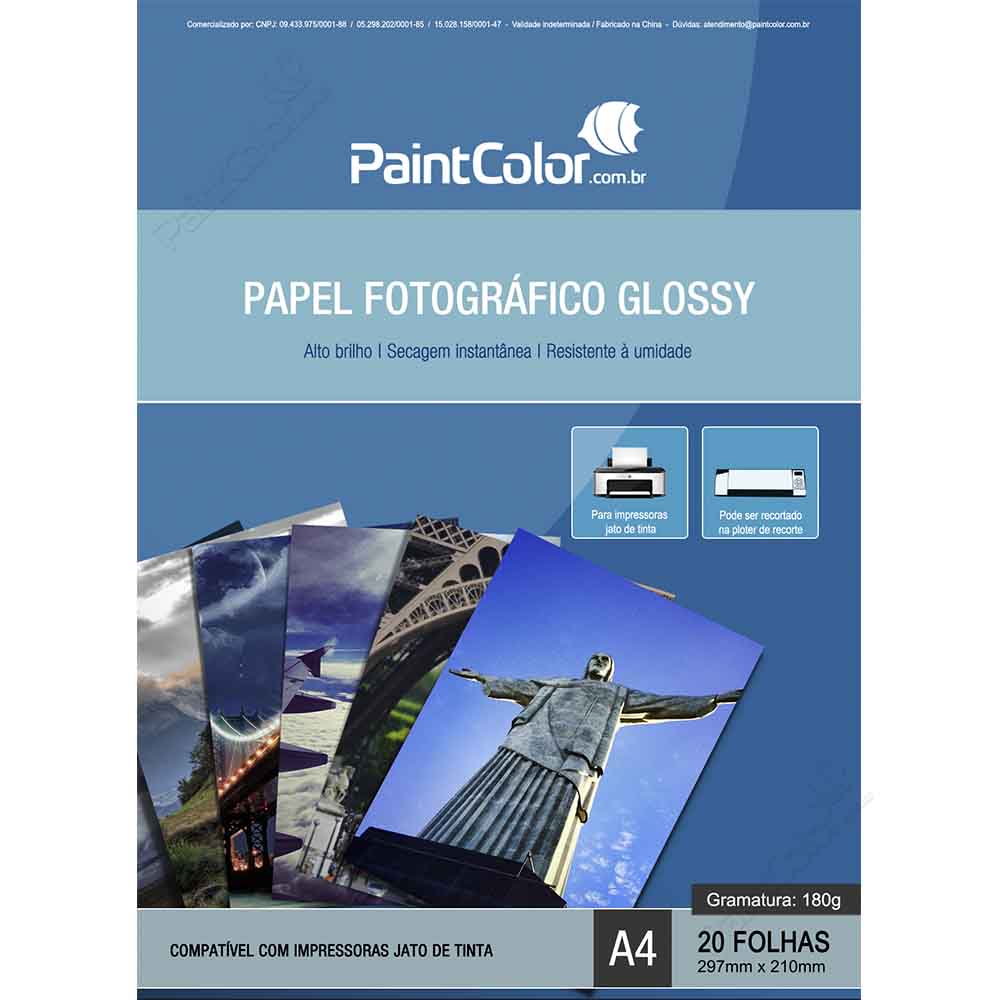 Comercializado por: CNPJ: 09.433.975/0001-88 / 05.298.202/0001-85 / 15.028.158/0001-47 - Validade indeterminada / Fabricado na China - Dúvidas: atendimento@paintcolor.com.br
PaintColor.com.br
PAPEL FOTOGRÁFICO GLOSSY
Alto brilho | Secagem instantânea | Resistente à umidade
Para impressoras
jato de tinta
Pode ser recortado
na ploter de recorte
Gramatura: 180g
COMPATÍVEL COM IMPRESSORAS JATO DE TINTA
A4
20 FOLHAS
297mm x 210mm